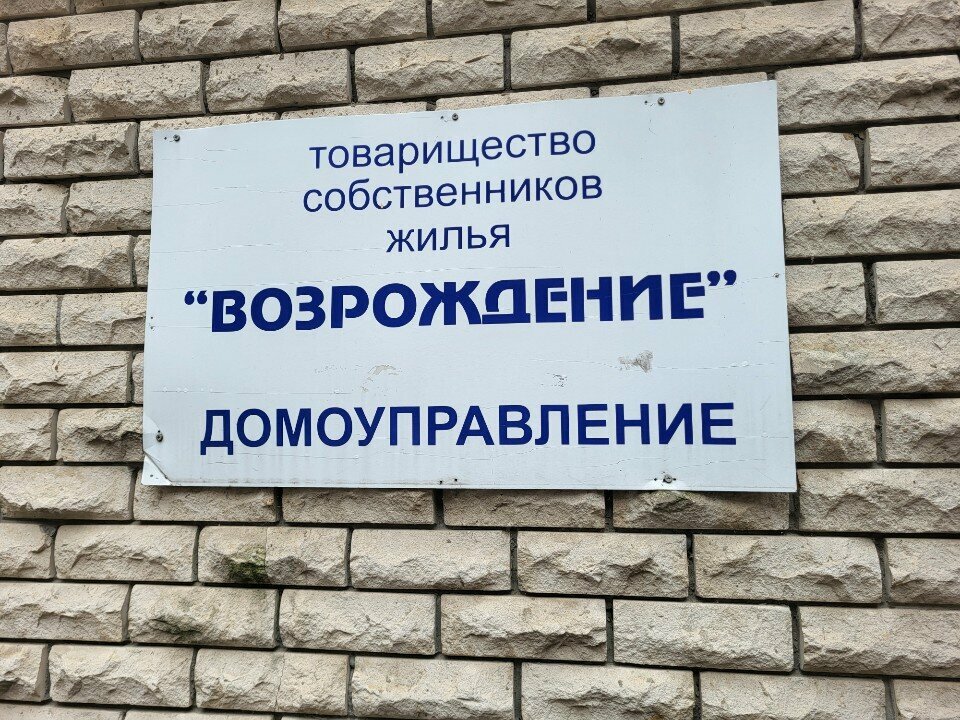 товарищество
собственников
жилья
“ВОЗРОЖДЕНИЕ”
ДОМОУПРАВЛЕНИЕ